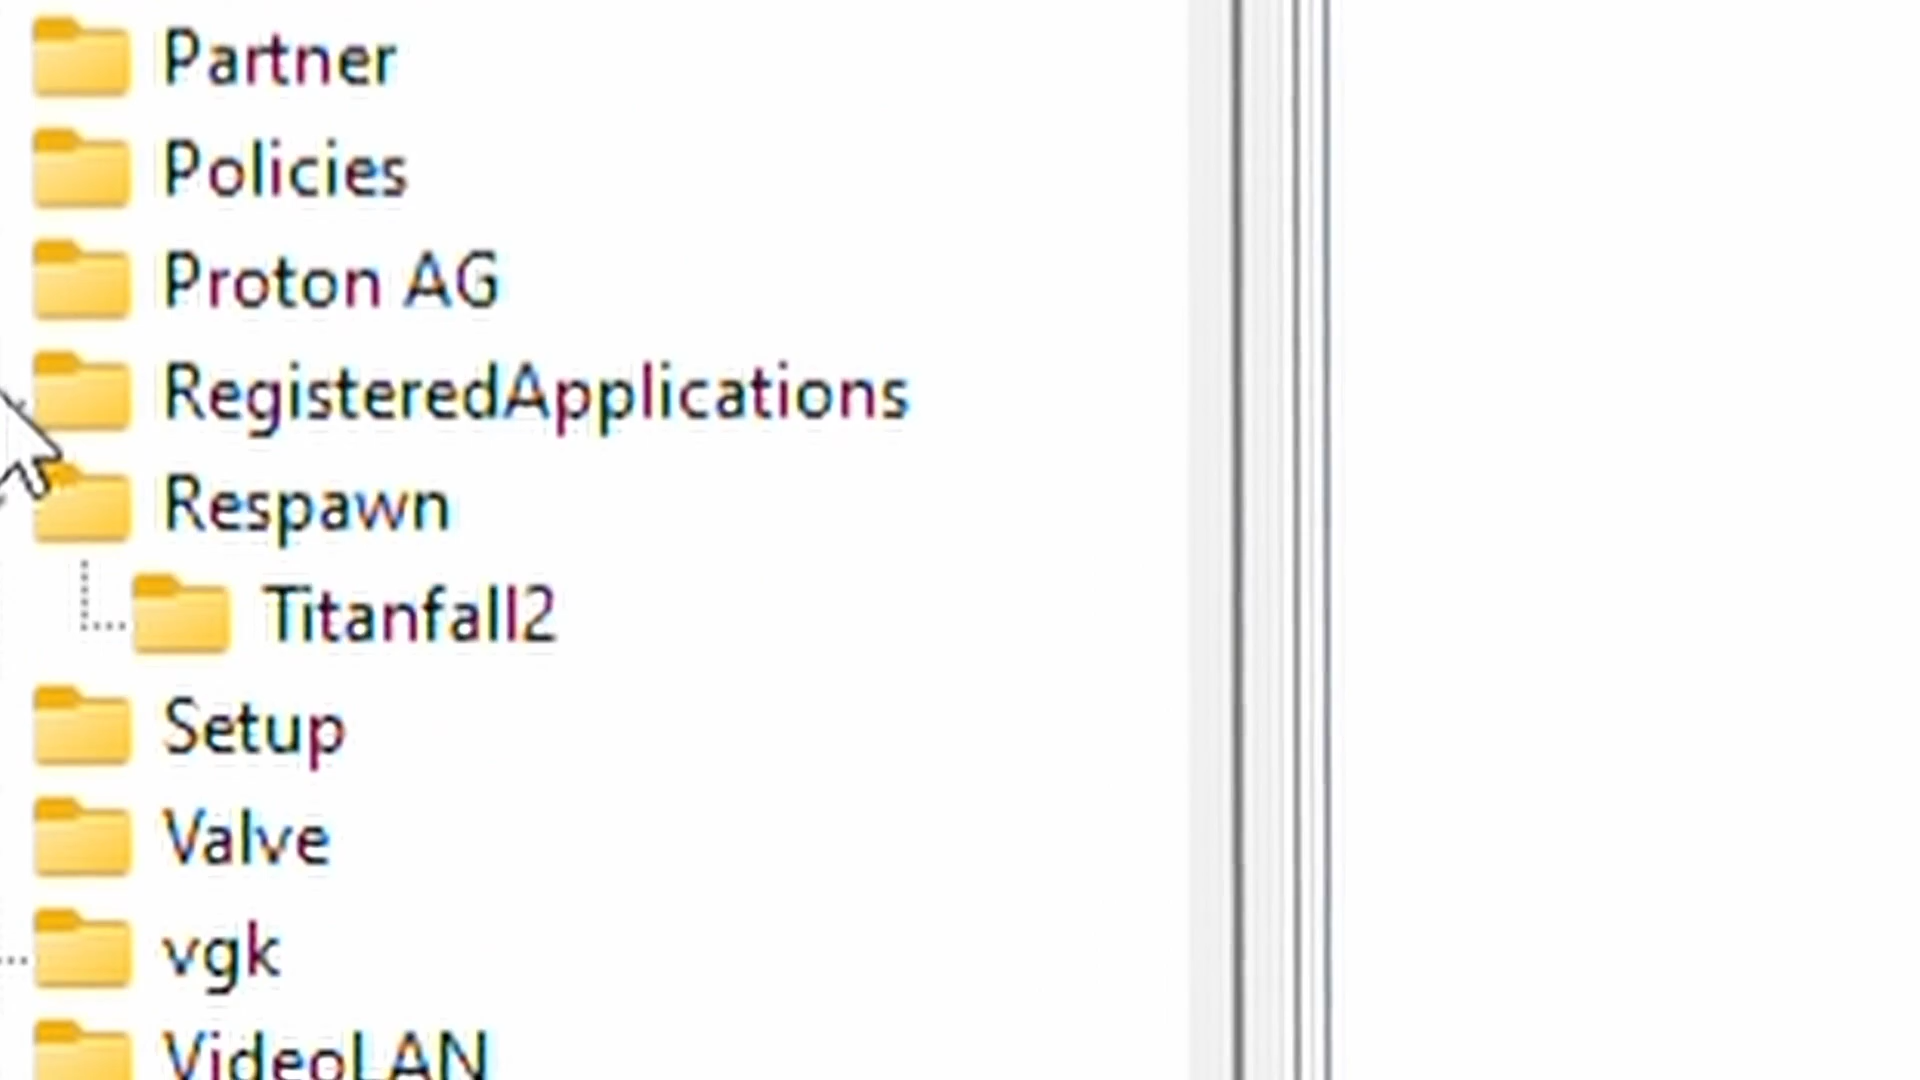 Partner
Policies
Proton AG
RegisteredApplications
Respawn
Titanfall2
Setup
Valve
vgk
VideoLAN